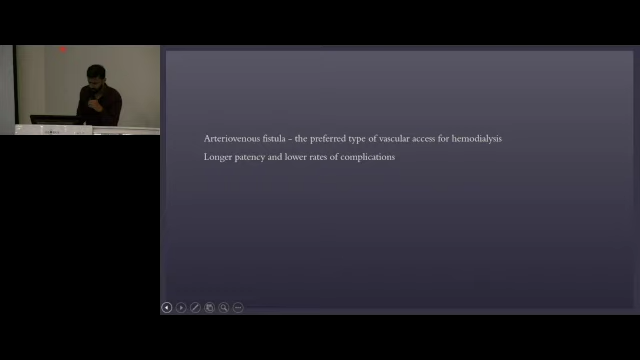 Arteriovenous fistula – the preferred type of vascular access for hemodialysis
Longer patency and lower rates of complications